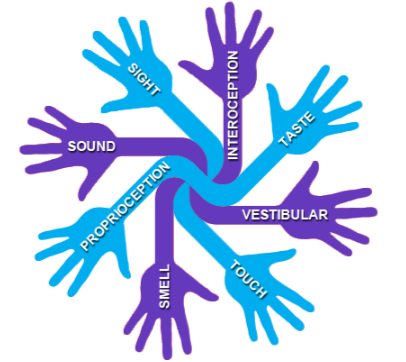 SIGHT
INTEROCEPTION
TASTE
SOUND
PROPRIOCEPTION
VESTIBULAR
SMELL
TOUCH